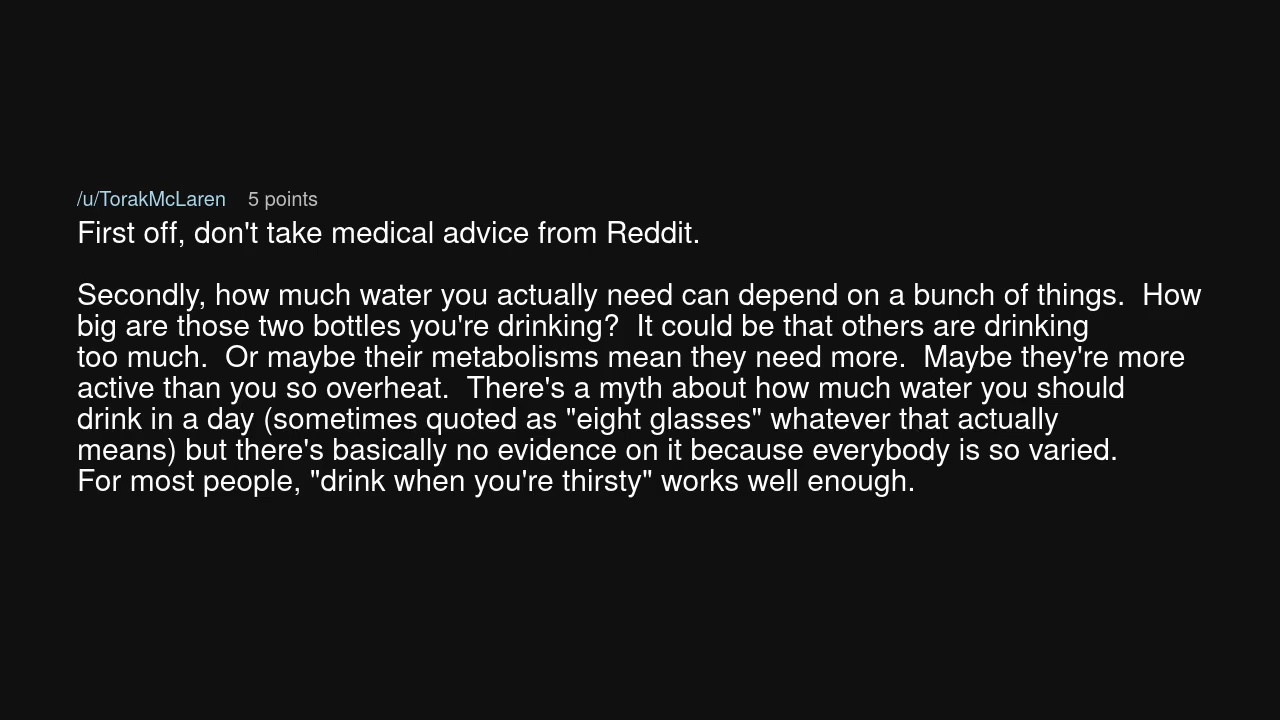 /u/TorakMcLaren 5 points
First off, don't take medical advice from Reddit.
Secondly, how much water you actually need can depend on a bunch of things.  How
big are those two bottles you're drinking?  It could be that others are drinking
too much.  Or maybe their metabolisms mean they need more.  Maybe they're more
active than you so overheat.  There's a myth about how much water you should
drink in a day (sometimes quoted as "eight glasses" whatever that actually
means) but there's basically no evidence on it because everybody is so varied.
For most people, "drink when you're thirsty" works well enough.